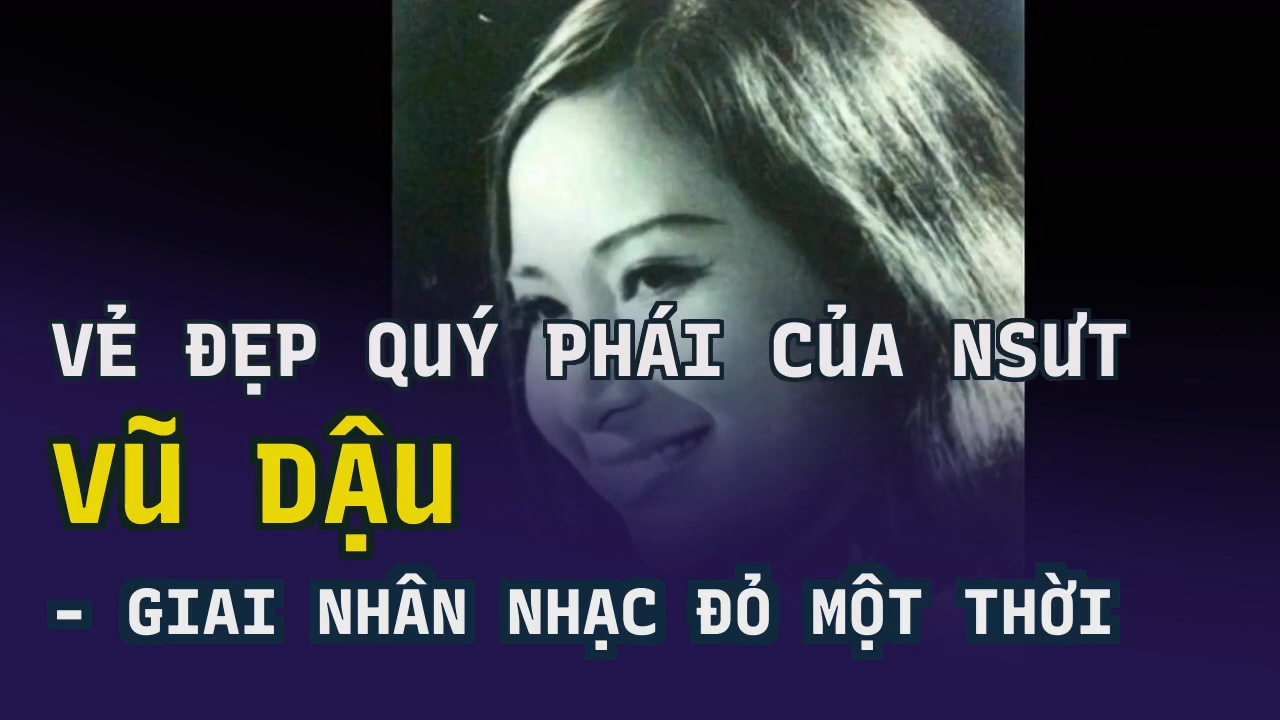 VẺ ĐẸP QUÝ PHÁI CỦA NSƯT
VŨ DẬU
- GIAI NHÂN NHẠC ĐỎ MỘT THỜI